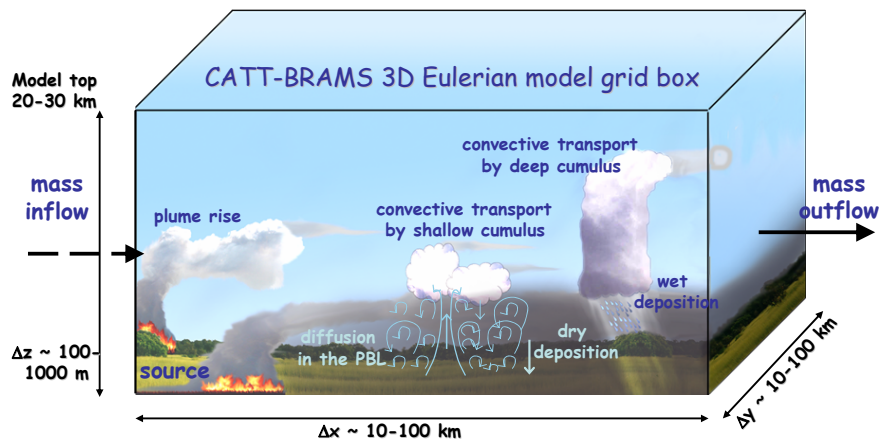 CATT-BRAMS 3D Eulerian model grid box
Model top
20-30 km
convective transport
by deep cumulus
mass
inflow
mass
outflow
plume rise
convective transport
by shallow cumulus
wet
deposition
diffusion
in the PBL
dry
deposition
Δz ~ 100-
1000 m
source
Δy ~ 10-100 km
Δx ~ 10-100 km